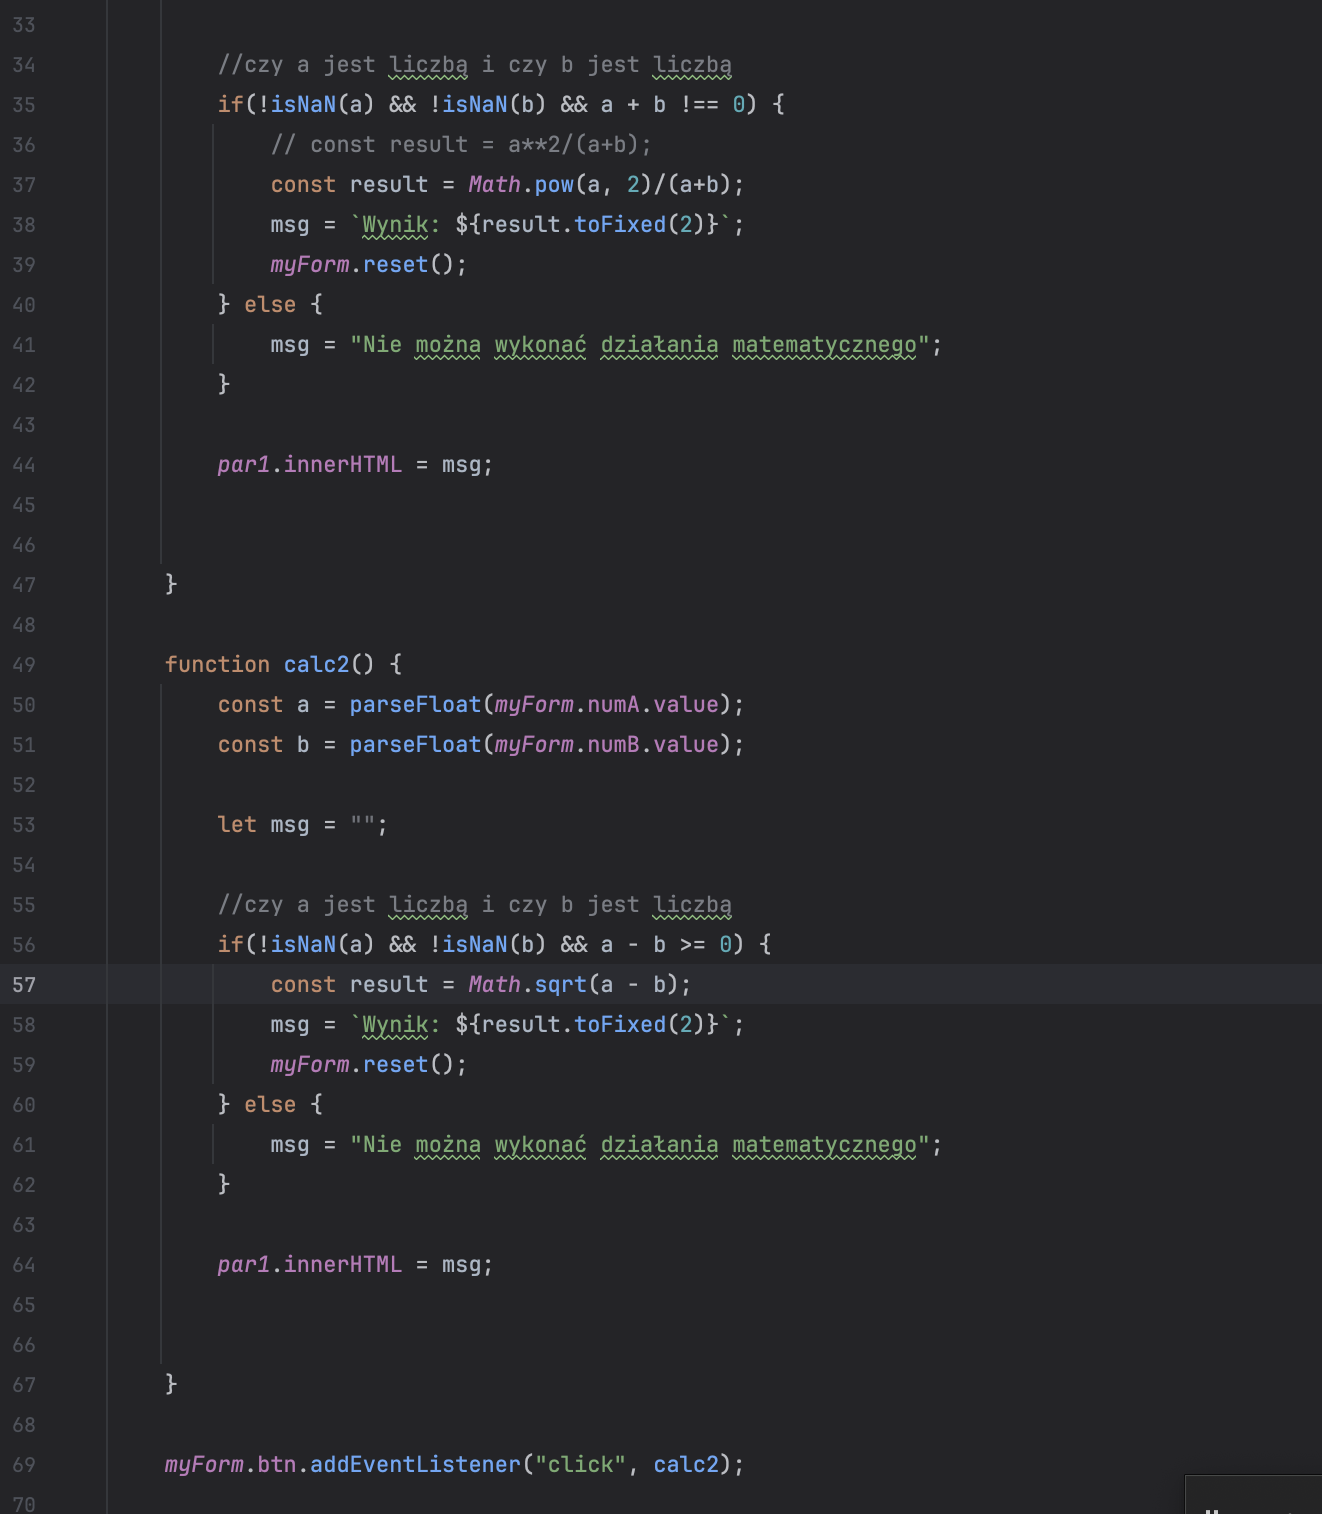 33
34 //czy a jest liczbą i czy b jest liczbą
35 if(!isNaN(a) && !isNaN(b) && a + b !== 0) {
36 // const result = a**2/(a+b);
37 const result = Math.pow(a, 2)/(a+b);
38 msg = `Wynik: ${result.toFixed(2)}`;
39 myForm.reset();
40 } else {
41 msg = "Nie można wykonać działania matematycznego";
42 }
43
44 par1.innerHTML = msg;
45
46
47 }
48
49 function calc2() {
50 const a = parseFloat(myForm.numA.value);
51 const b = parseFloat(myForm.numB.value);
52
53 let msg = "";
54
55 //czy a jest liczbą i czy b jest liczbą
56 if(!isNaN(a) && !isNaN(b) && a - b >= 0) {
57 const result = Math.sqrt(a - b);
58 msg = `Wynik: ${result.toFixed(2)}`;
59 myForm.reset();
60 } else {
61 msg = "Nie można wykonać działania matematycznego";
62 }
63
64 par1.innerHTML = msg;
65
66
67 }
68
69 myForm.btn.addEventListener("click", calc2);
70